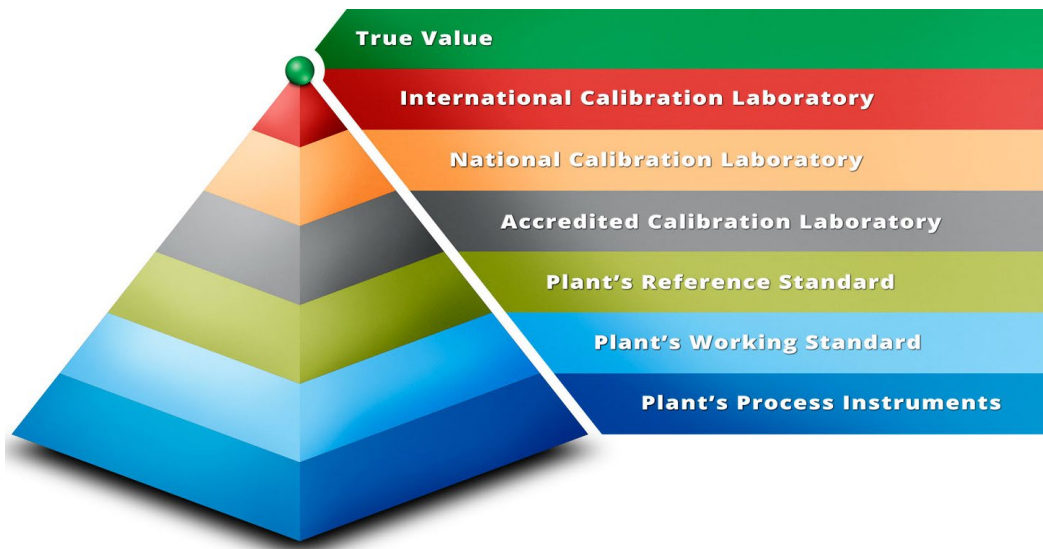 True Value
International Calibration Laboratory
National Calibration Laboratory
Accredited Calibration Laboratory
Plant’s Reference Standard
Plant’s Working Standard
Plant’s Process Instruments